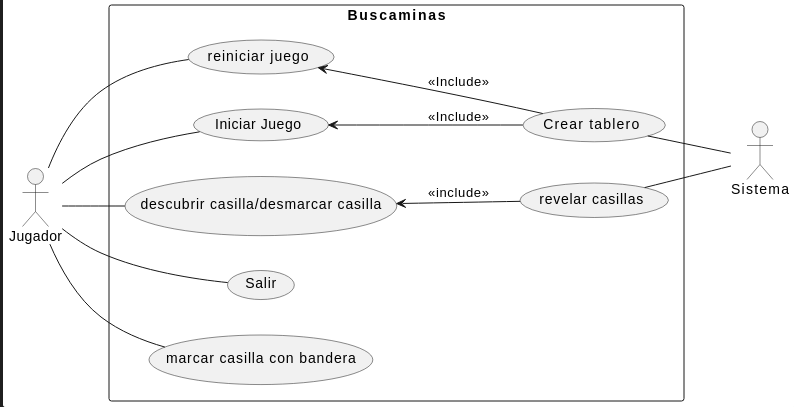 Buscaminas
reiniciar juego
«Include»
Iniciar Juego
«Include»
Crear tablero
descubrir casilla/desmarcar casilla
«include»
revelar casillas
Sistema
Jugador
Salir
marcar casilla con bandera